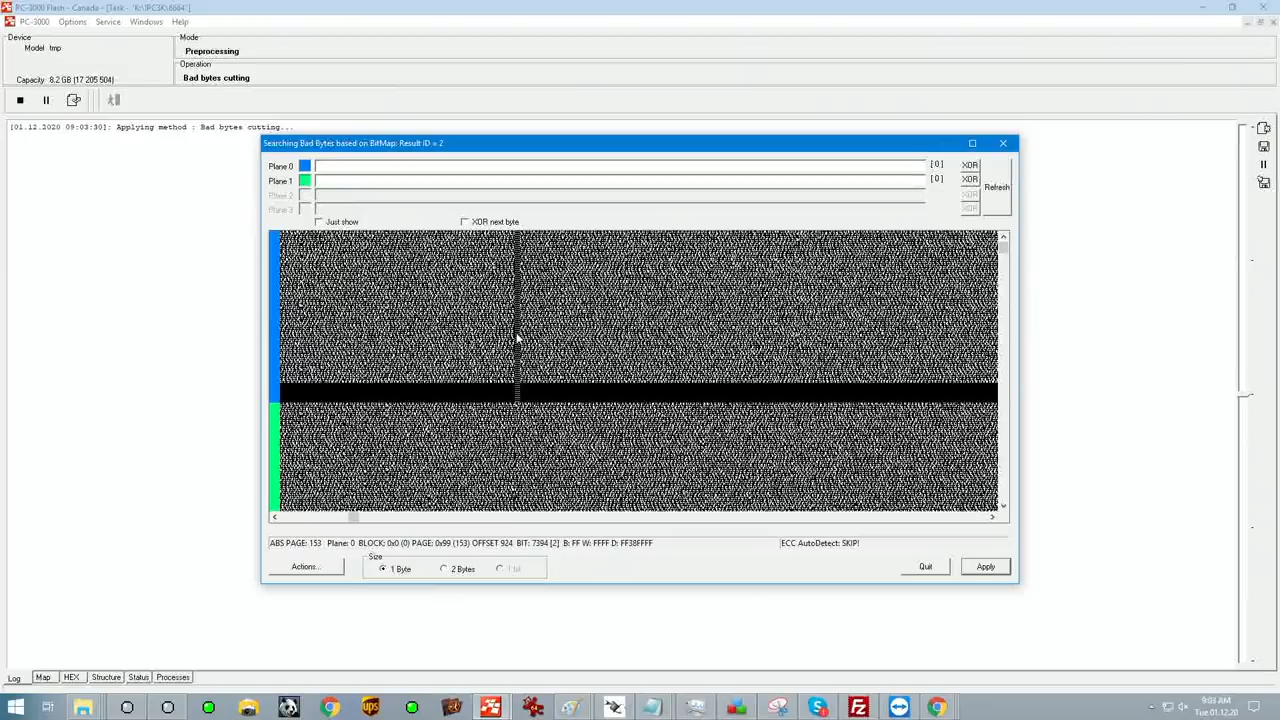 PC-3000 Flash - Canada - [Task - 'K:\!PC3K\6664']
PC-3000 Options Service Windows Help
Device
Model tmp
Capacity 8.2 GB (17 205 504)
Mode
Preprocessing
Operation
Bad bytes cutting
[01.12.2020 09:03:30]: Applying method : Bad bytes cutting...
Searching Bad Bytes based on BitMap: Result ID = 2
Plane 0 [0] XOR
Plane 1 [0] XOR
Plane 2 XOR
Plane 3 XOR
Refresh
Just show XOR next byte
ABS PAGE: 153 Plane: 0 BLOCK: 0x0 (0) PAGE: 0x99 (153) OFFSET 924 BIT: 7394 [2] B: FF W: FFFF D: FF38FFFF ECC AutoDetect: SKIP!
Actions...
Size
1 Byte 2 Bytes 1 bit
Quit Apply
Log Map HEX Structure Status Processes
ups
Fz
9:03 AM
Tue 01.12.20